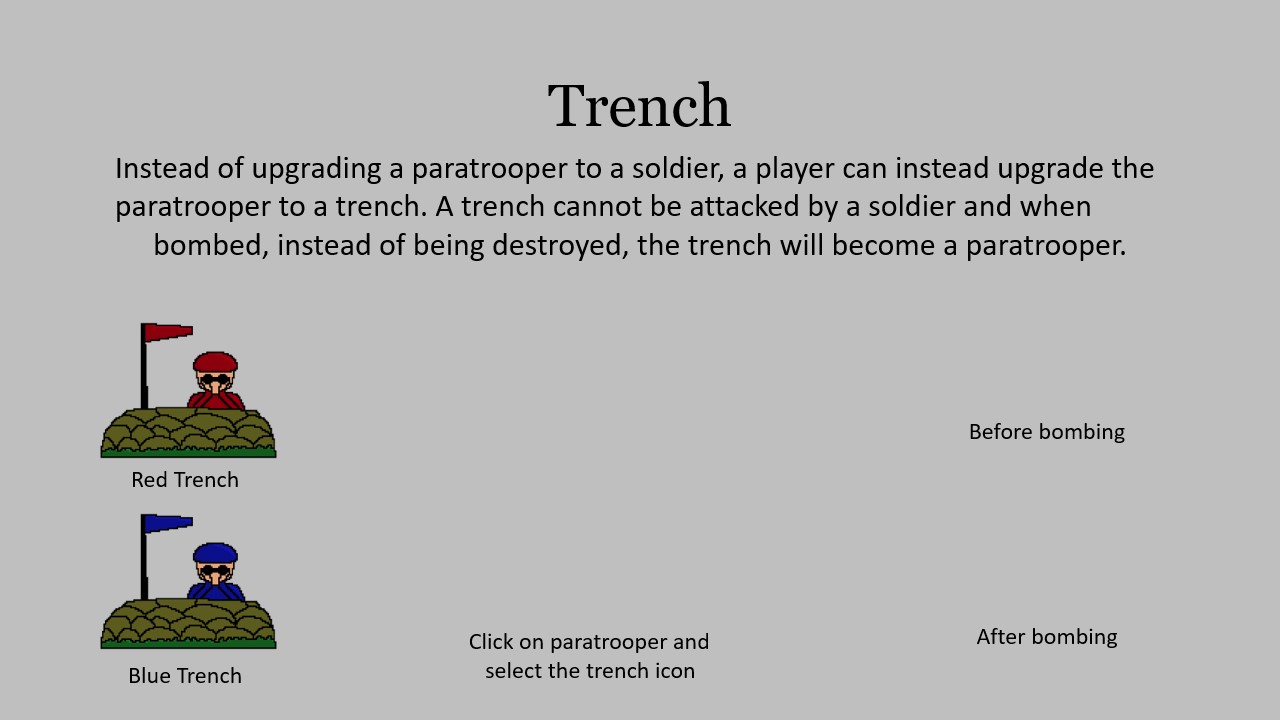 Trench
Instead of upgrading a paratrooper to a soldier, a player can instead upgrade the
paratrooper to a trench. A trench cannot be attacked by a soldier and when
bombed, instead of being destroyed, the trench will become a paratrooper.
Red Trench
Blue Trench
Click on paratrooper and
select the trench icon
Before bombing
After bombing